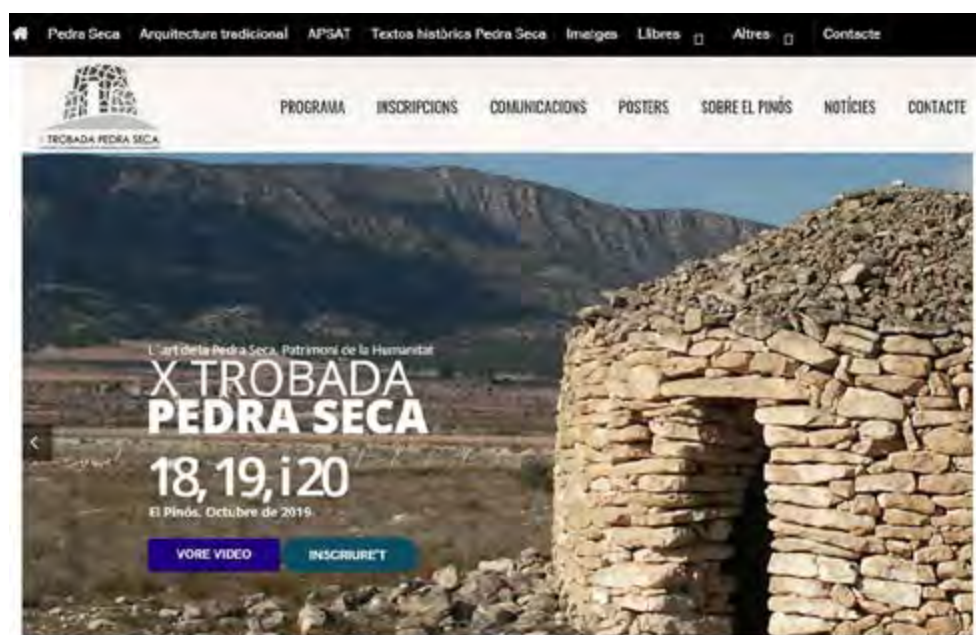 Pedra Seca Arquitectura tradicional APSAT Textos històrics Pedra Seca Imatges Llibres Altres Contacte
TROBADA PEDRA SECA
PROGRAMA INSCRIPCIONS COMUNICACIONS POSTERS SOBRE EL PINÓS NOTÍCIES CONTACTE
L´art de la Pedra Seca, Patrimoni de la Humanitat
X TROBADA
PEDRA SECA
18, 19, i 20
El Pinós, Octubre de 2019
VORE VIDEO INSCRIURE'T